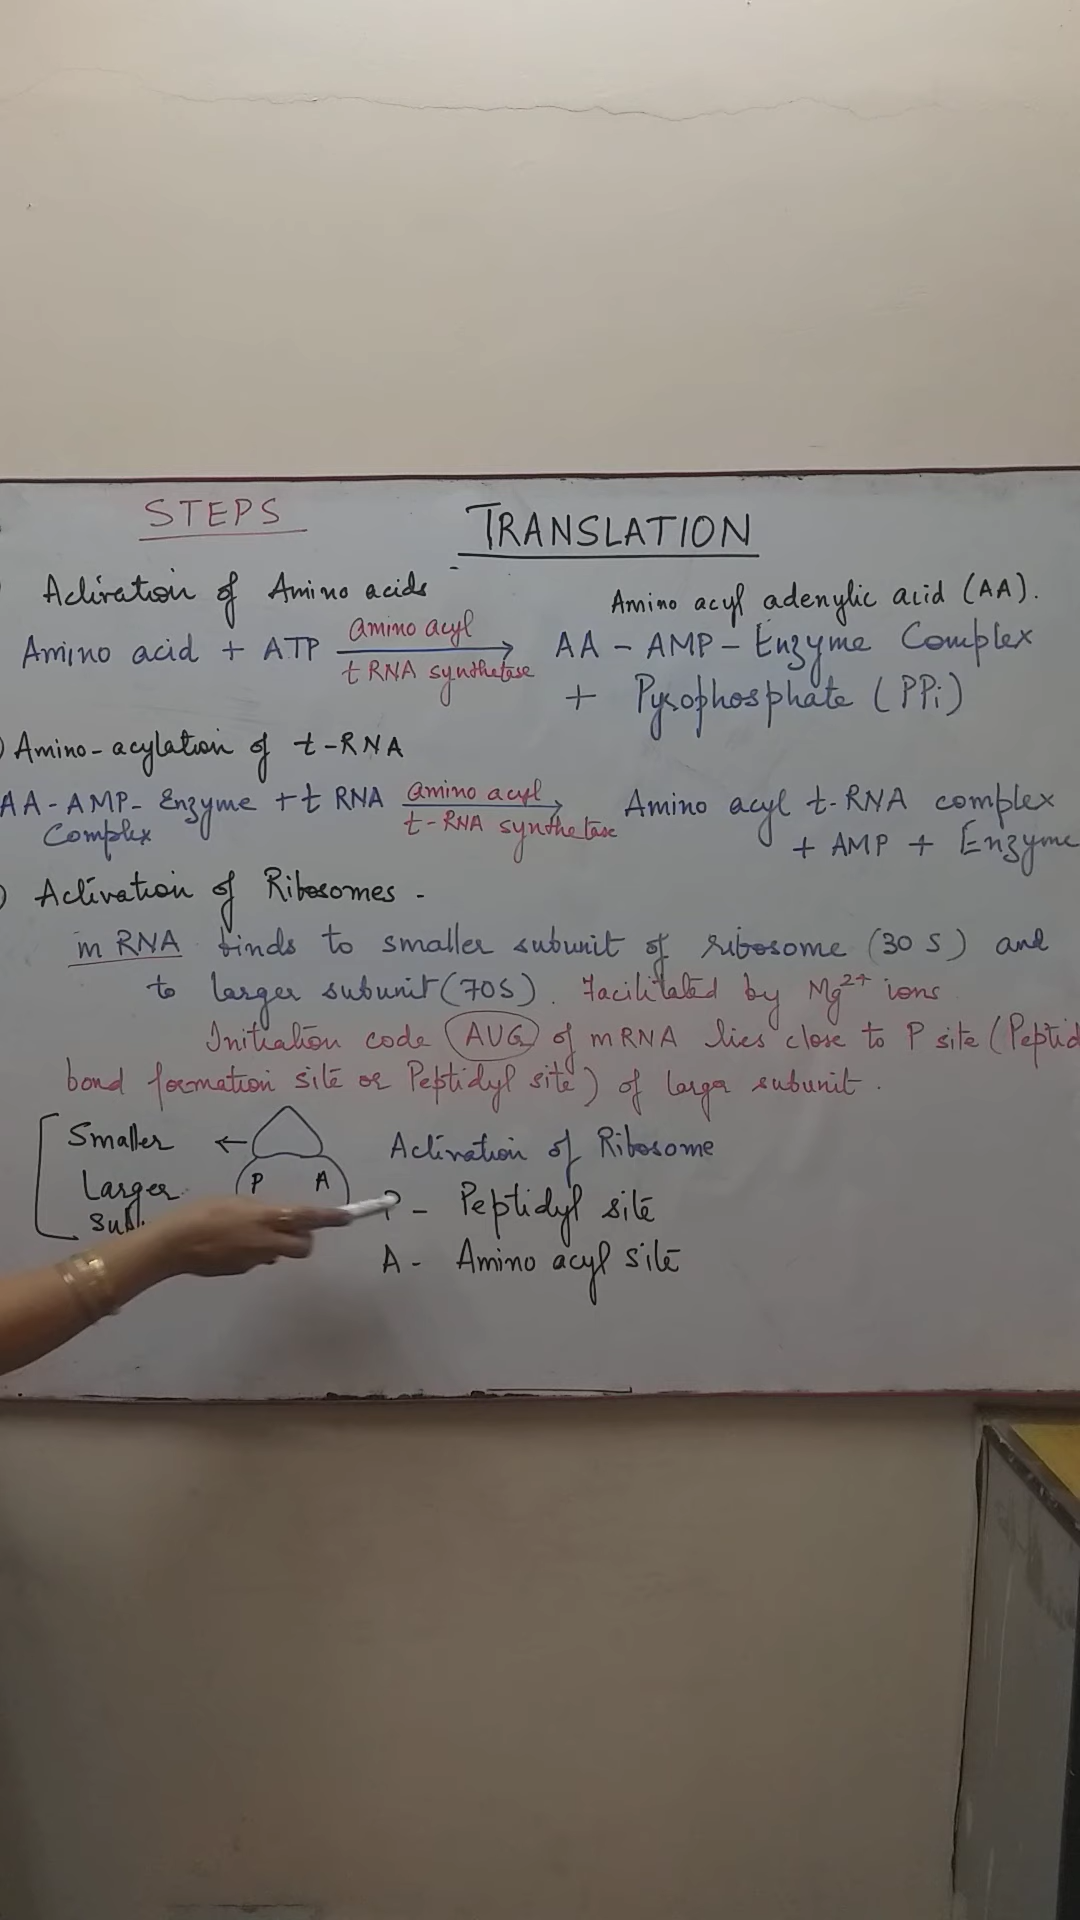 STEPS
TRANSLATION
Activation of Amino acids
Amino acyl adenylic acid (AA).
Amino acid + ATP amino acyl t RNA synthetase → AA - AMP - Enzyme Complex
+ Pyrophosphate (PPi)
) Amino-acylation of t-RNA
AA-AMP- Enzyme + t RNA amino acyl t-RNA synthetase → Amino acyl t-RNA complex
Complex + AMP + Enzyme
) Activation of Ribosomes -
m RNA binds to smaller subunit of ribosome (30 S) and
to larger subunit (70S). Facilitated by Mg2+ ions
Initiation code AUG of mRNA lies close to P site (Peptid
bond formation site or Peptidyl site) of larger subunit.
Smaller ← Activation of Ribosome
Larger P A
P - Peptidyl site
A - Amino acyl site